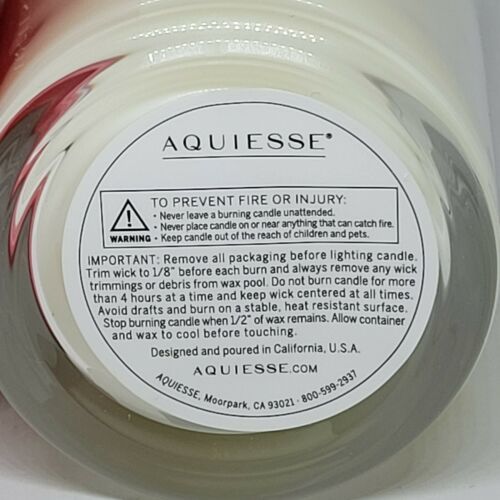 AQUIESSE®
TO PREVENT FIRE OR INJURY:
• Never leave a burning candle unattended.
• Never place candle on or near anything that can catch fire.
WARNING • Keep candle out of the reach of children and pets.
IMPORTANT: Remove all packaging before lighting candle.
Trim wick to 1/8" before each burn and always remove any wick
trimmings or debris from wax pool. Do not burn candle for more
than 4 hours at a time and keep wick centered at all times.
Avoid drafts and burn on a stable, heat resistant surface.
Stop burning candle when 1/2" of wax remains. Allow container
and wax to cool before touching.
Designed and poured in California, U.S.A.
AQUIESSE.COM
AQUIESSE, Moorpark, CA 93021 · 800-599-2937